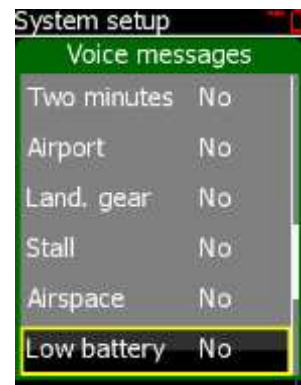 System setup
Voice messages
Two minutes No
Airport No
Land. gear No
Stall No
Airspace No
Low battery No